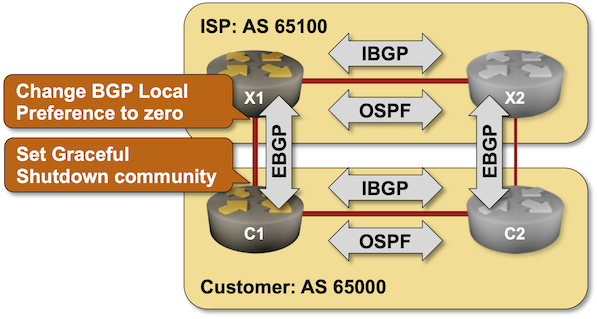 ISP: AS 65100
IBGP
X1
X2
Change BGP Local
Preference to zero
OSPF
EBGP
EBGP
Set Graceful
Shutdown community
IBGP
C1
C2
OSPF
Customer: AS 65000